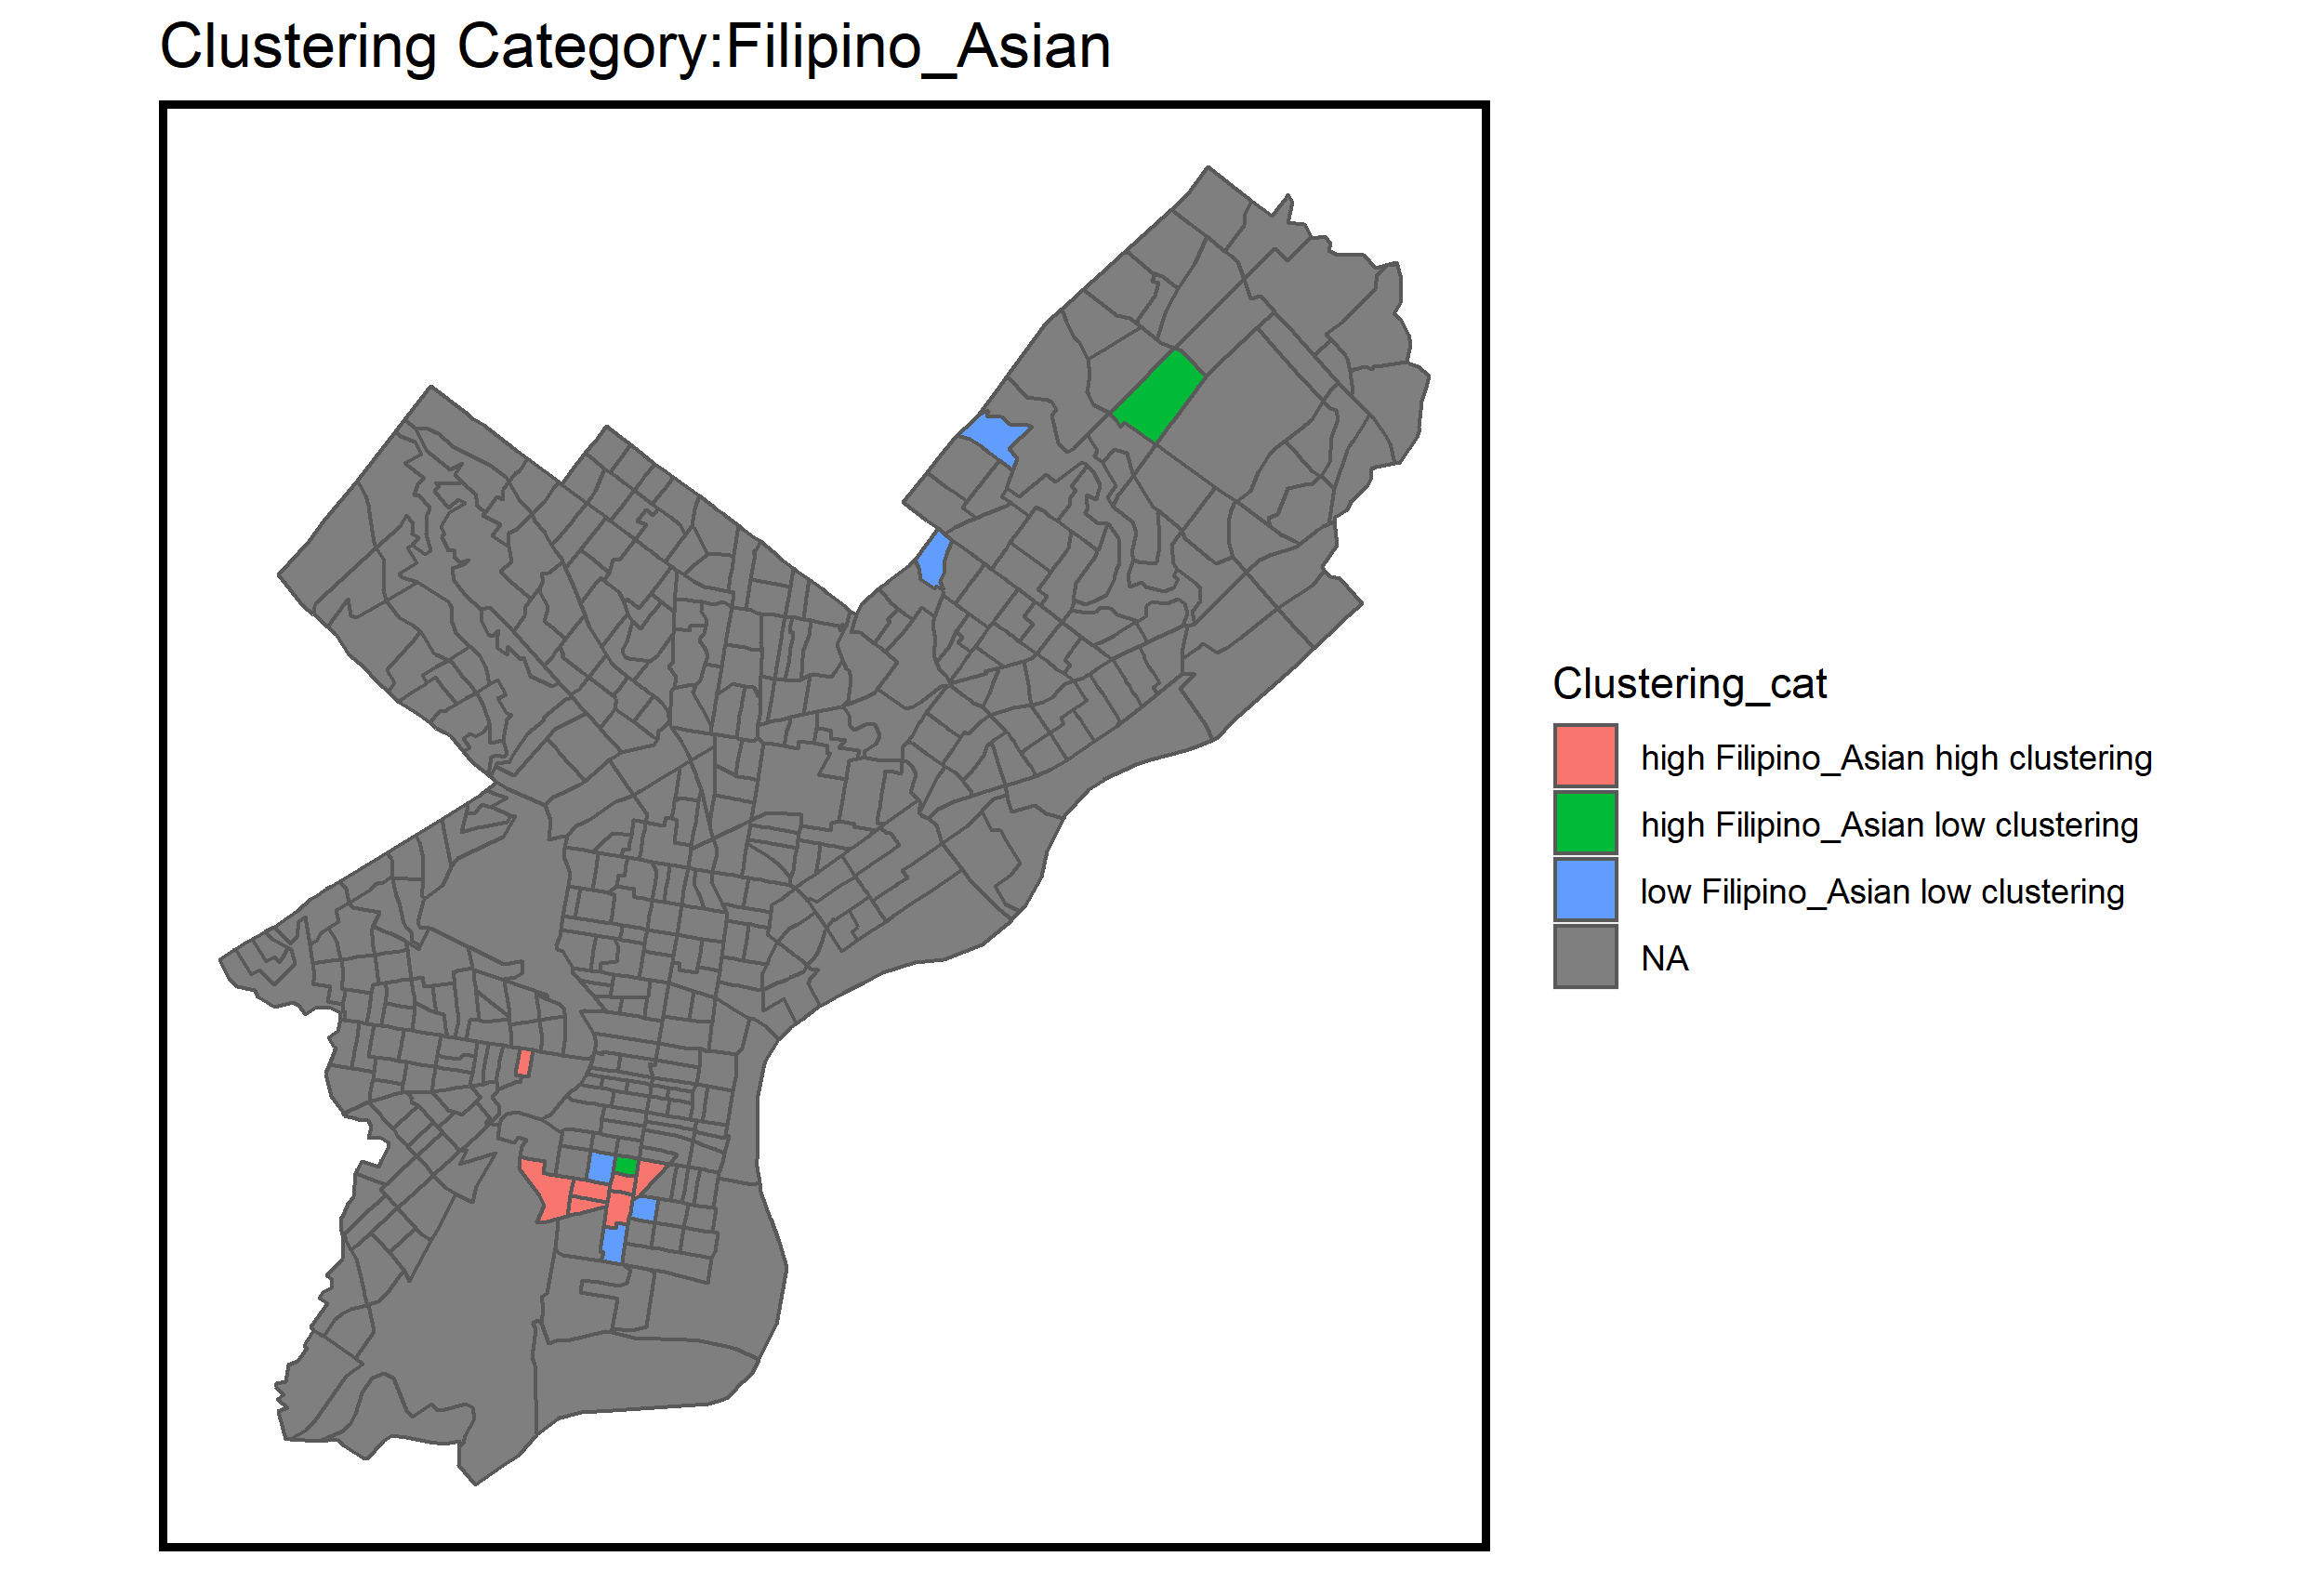 Clustering Category:Filipino_Asian
Clustering_cat
high Filipino_Asian high clustering
high Filipino_Asian low clustering
low Filipino_Asian low clustering
NA